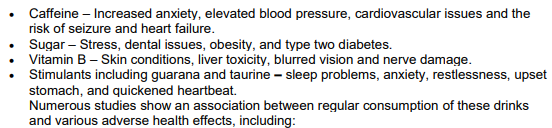 • Caffeine – Increased anxiety, elevated blood pressure, cardiovascular issues and the
risk of seizure and heart failure.
• Sugar – Stress, dental issues, obesity, and type two diabetes.
• Vitamin B – Skin conditions, liver toxicity, blurred vision and nerve damage.
• Stimulants including guarana and taurine – sleep problems, anxiety, restlessness, upset
stomach, and quickened heartbeat.
Numerous studies show an association between regular consumption of these drinks
and various adverse health effects, including: